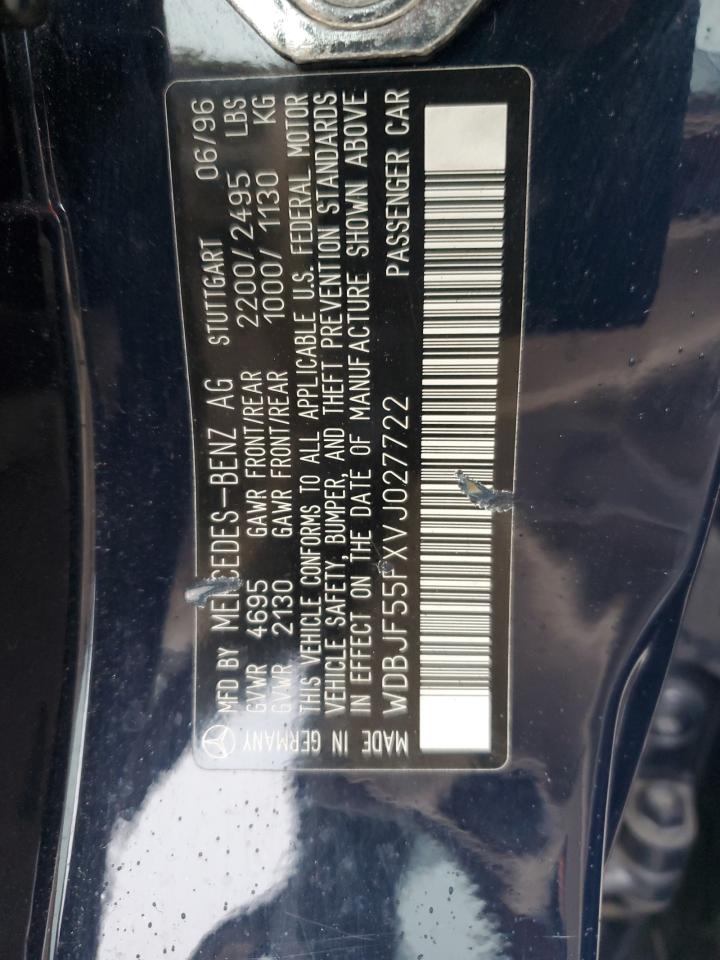 MFD BY MERCEDES-BENZ AG STUTTGART 06/96
GVWR 4695 GAWR FRONT/REAR 2200/2495 LBS
GVWR 2130 GAWR FRONT/REAR 1000/1130 KG
THIS VEHICLE CONFORMS TO ALL APPLICABLE U.S. FEDERAL MOTOR
VEHICLE SAFETY, BUMPER, AND THEFT PREVENTION STANDARDS
IN EFFECT ON THE DATE OF MANUFACTURE SHOWN ABOVE
WDBJF55FXVJ027722 PASSENGER CAR
MADE IN GERMANY